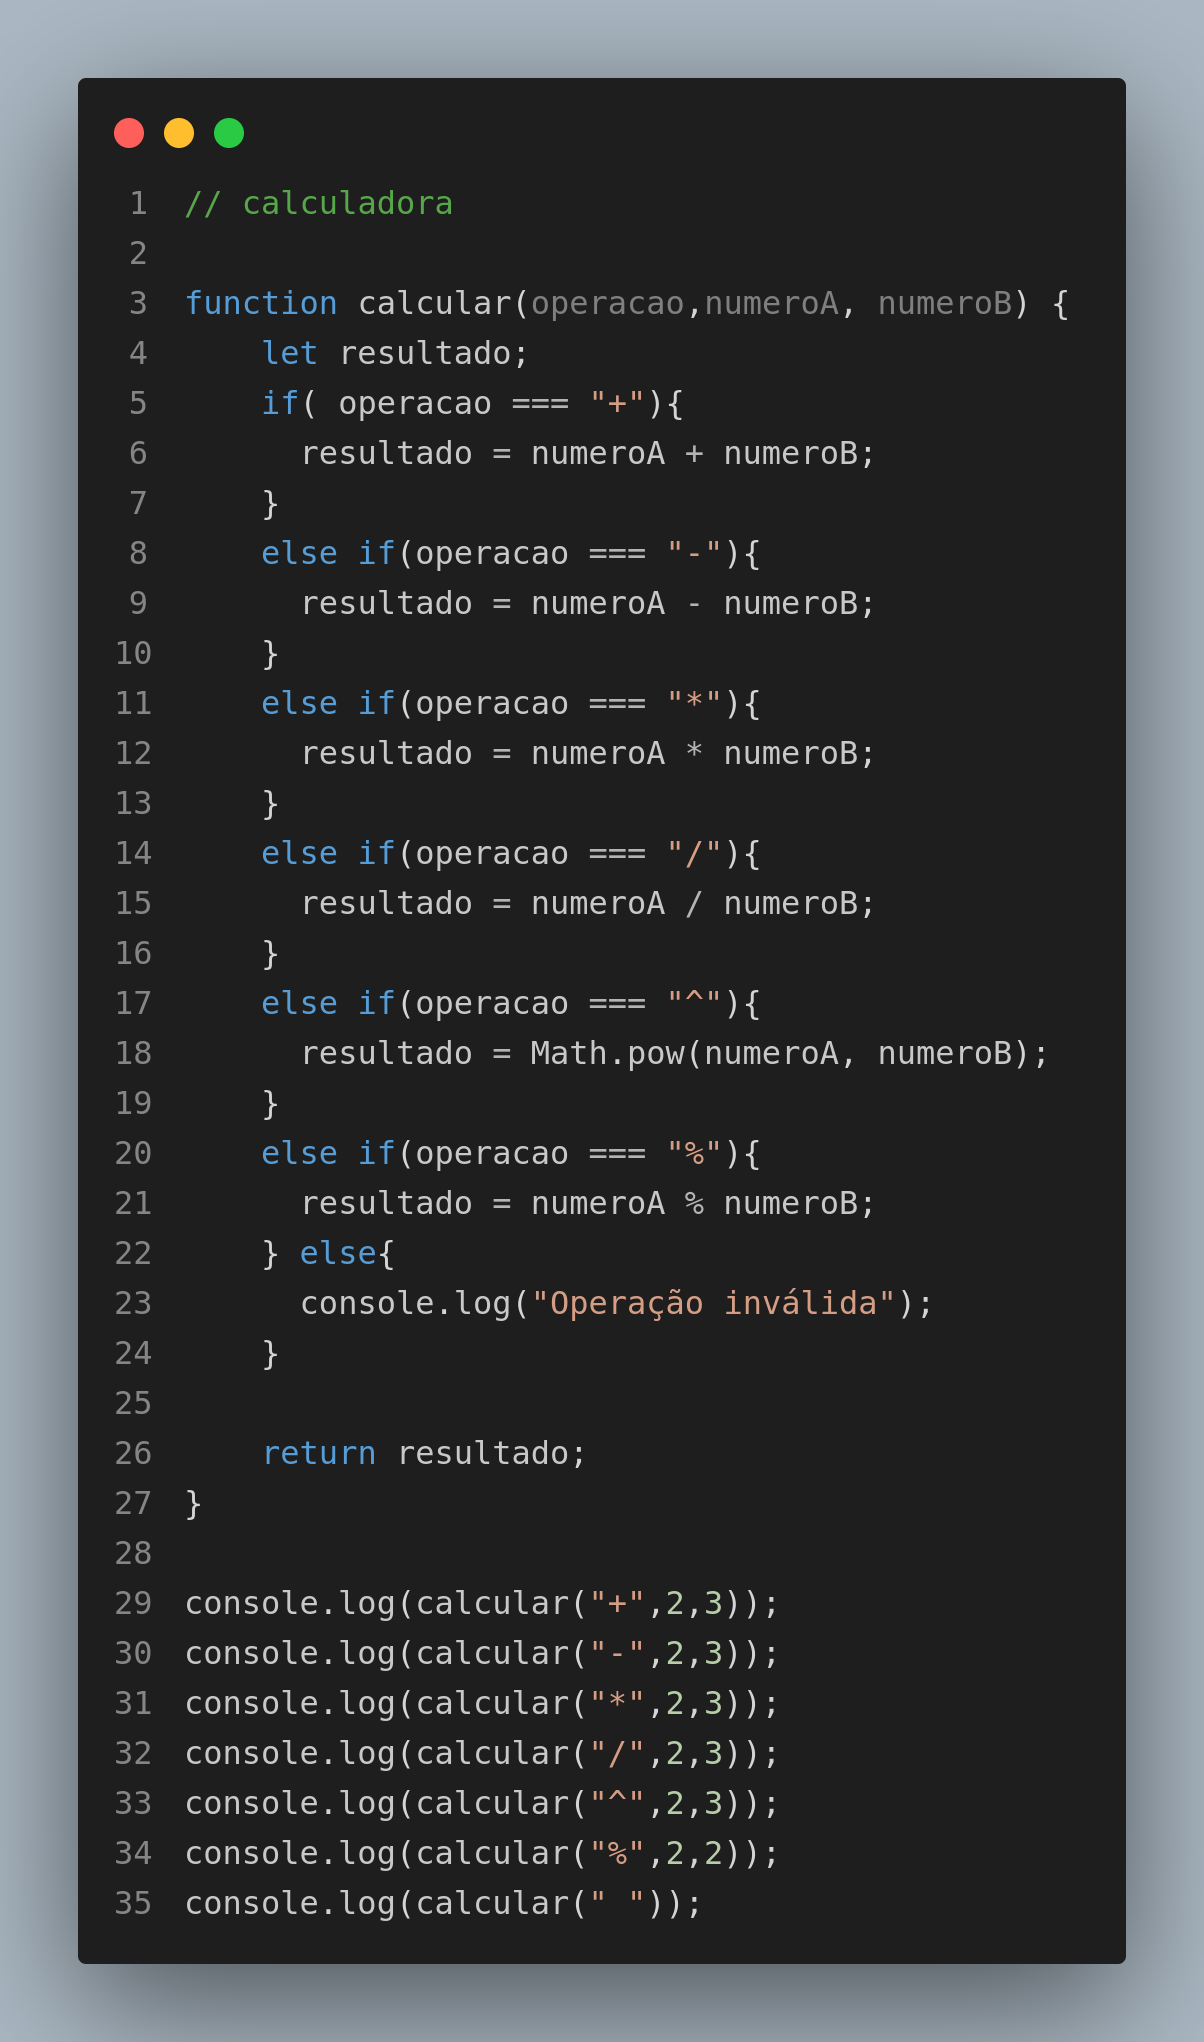 1 // calculadora
2
3 function calcular(operacao,numeroA, numeroB) {
4     let resultado;
5     if( operacao === "+"){
6       resultado = numeroA + numeroB;
7     }
8     else if(operacao === "-"){
9       resultado = numeroA - numeroB;
10     }
11     else if(operacao === "*"){
12       resultado = numeroA * numeroB;
13     }
14     else if(operacao === "/"){
15       resultado = numeroA / numeroB;
16     }
17     else if(operacao === "^"){
18       resultado = Math.pow(numeroA, numeroB);
19     }
20     else if(operacao === "%"){
21       resultado = numeroA % numeroB;
22     } else{
23       console.log("Operação inválida");
24     }
25
26     return resultado;
27 }
28
29 console.log(calcular("+",2,3));
30 console.log(calcular("-",2,3));
31 console.log(calcular("*",2,3));
32 console.log(calcular("/",2,3));
33 console.log(calcular("^",2,3));
34 console.log(calcular("%",2,2));
35 console.log(calcular(" "));